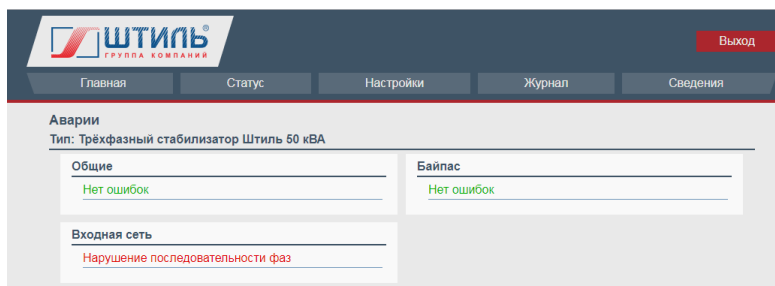 ШТИЛЬ®
ГРУППА КОМПАНИЙ
Выход
Главная Статус Настройки Журнал Сведения
Аварии
Тип: Трёхфазный стабилизатор Штиль 50 кВА
Общие
Нет ошибок
Байпас
Нет ошибок
Входная сеть
Нарушение последовательности фаз